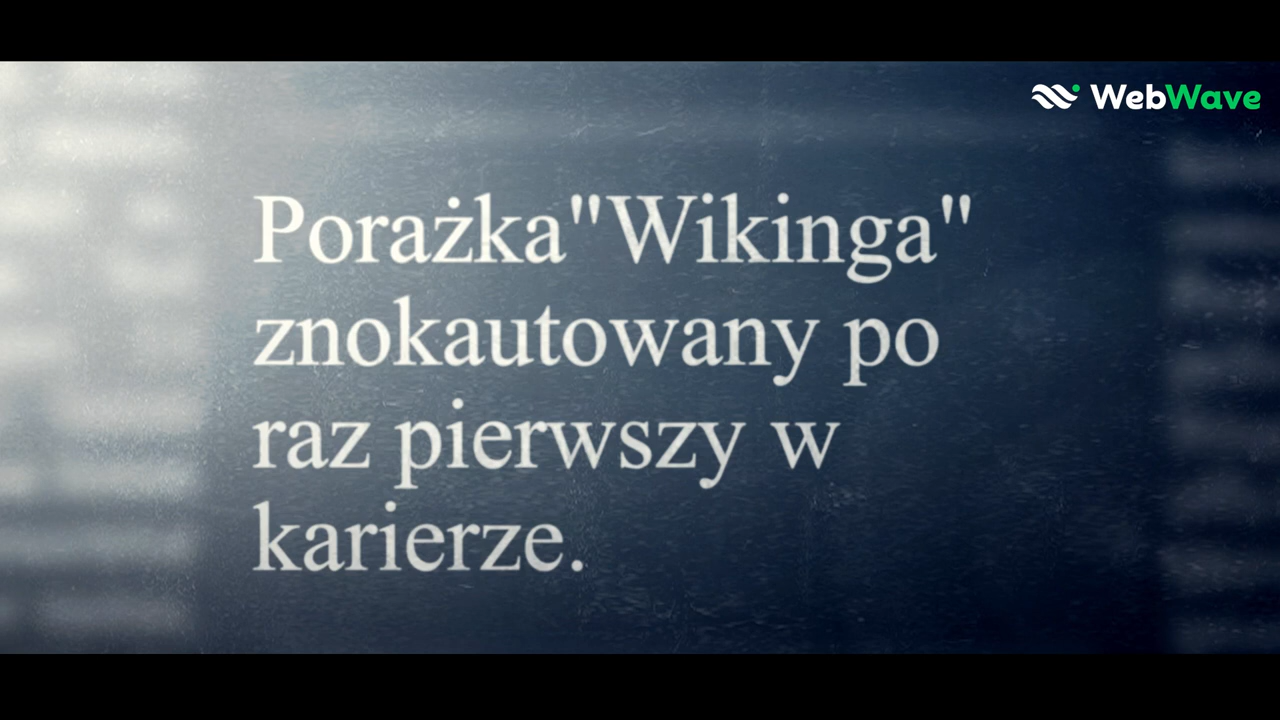 WebWave
Porażka"Wikinga"
znokautowany po
raz pierwszy w
karierze.